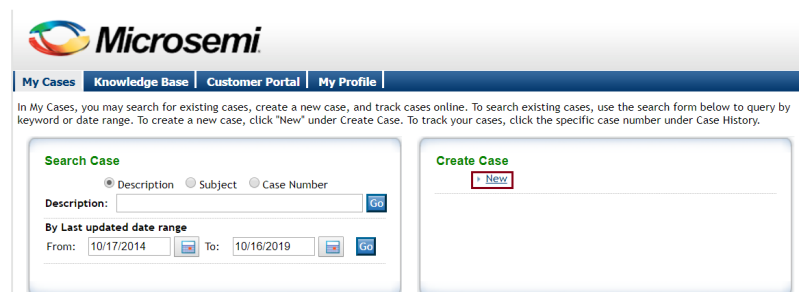 Microsemi
My Cases Knowledge Base Customer Portal My Profile
In My Cases, you may search for existing cases, create a new case, and track cases online. To search existing cases, use the search form below to query by
keyword or date range. To create a new case, click "New" under Create Case. To track your cases, click the specific case number under Case History.
Search Case
Description Subject Case Number
Description: Go
By Last updated date range
From: 10/17/2014 To: 10/16/2019 Go
Create Case
New